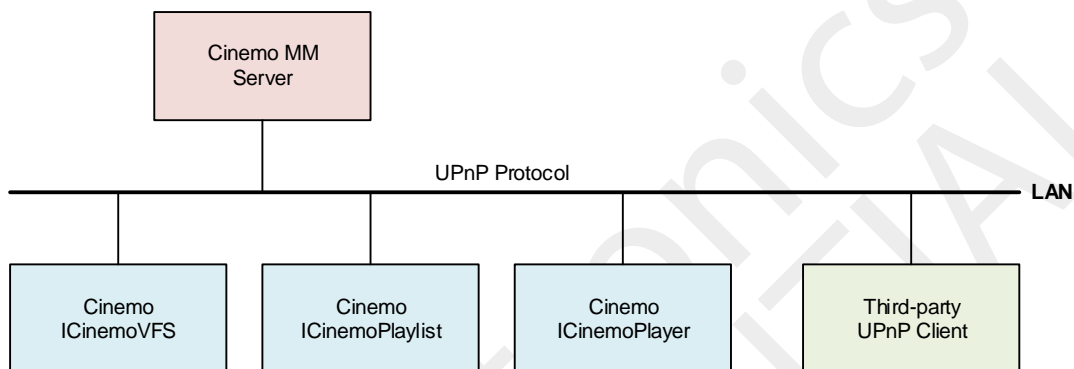 Cinemo MM
Server
UPnP Protocol
LAN
Cinemo
ICinemoVFS
Cinemo
ICinemoPlaylist
Cinemo
ICinemoPlayer
Third-party
UPnP Client